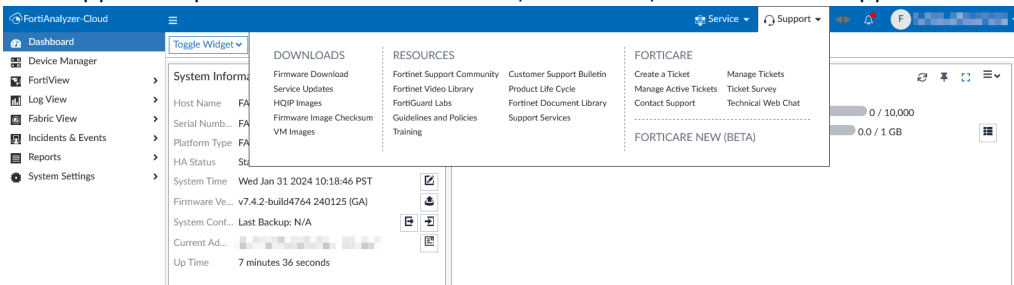 FortiAnalyzer-Cloud
Service
Support
F
Dashboard
Device Manager
FortiView
Log View
Fabric View
Incidents & Events
Reports
System Settings
Toggle Widget
DOWNLOADS
Firmware Download
Service Updates
HQIP Images
Firmware Image Checksum
VM Images
RESOURCES
Fortinet Support Community Customer Support Bulletin
Fortinet Video Library Product Life Cycle
FortiGuard Labs Fortinet Document Library
Guidelines and Policies Support Services
Training
FORTICARE
Create a Ticket Manage Tickets
Manage Active Tickets Ticket Survey
Contact Support Technical Web Chat
FORTICARE NEW (BETA)
System Informa
Host Name FA
Serial Numb... FA
Platform Type FA
HA Status Sta
System Time Wed Jan 31 2024 10:18:46 PST
Firmware Ve... v7.4.2-build4764 240125 (GA)
System Conf... Last Backup: N/A
Current Ad...
Up Time 7 minutes 36 seconds
0 / 10,000
0.0 / 1 GB